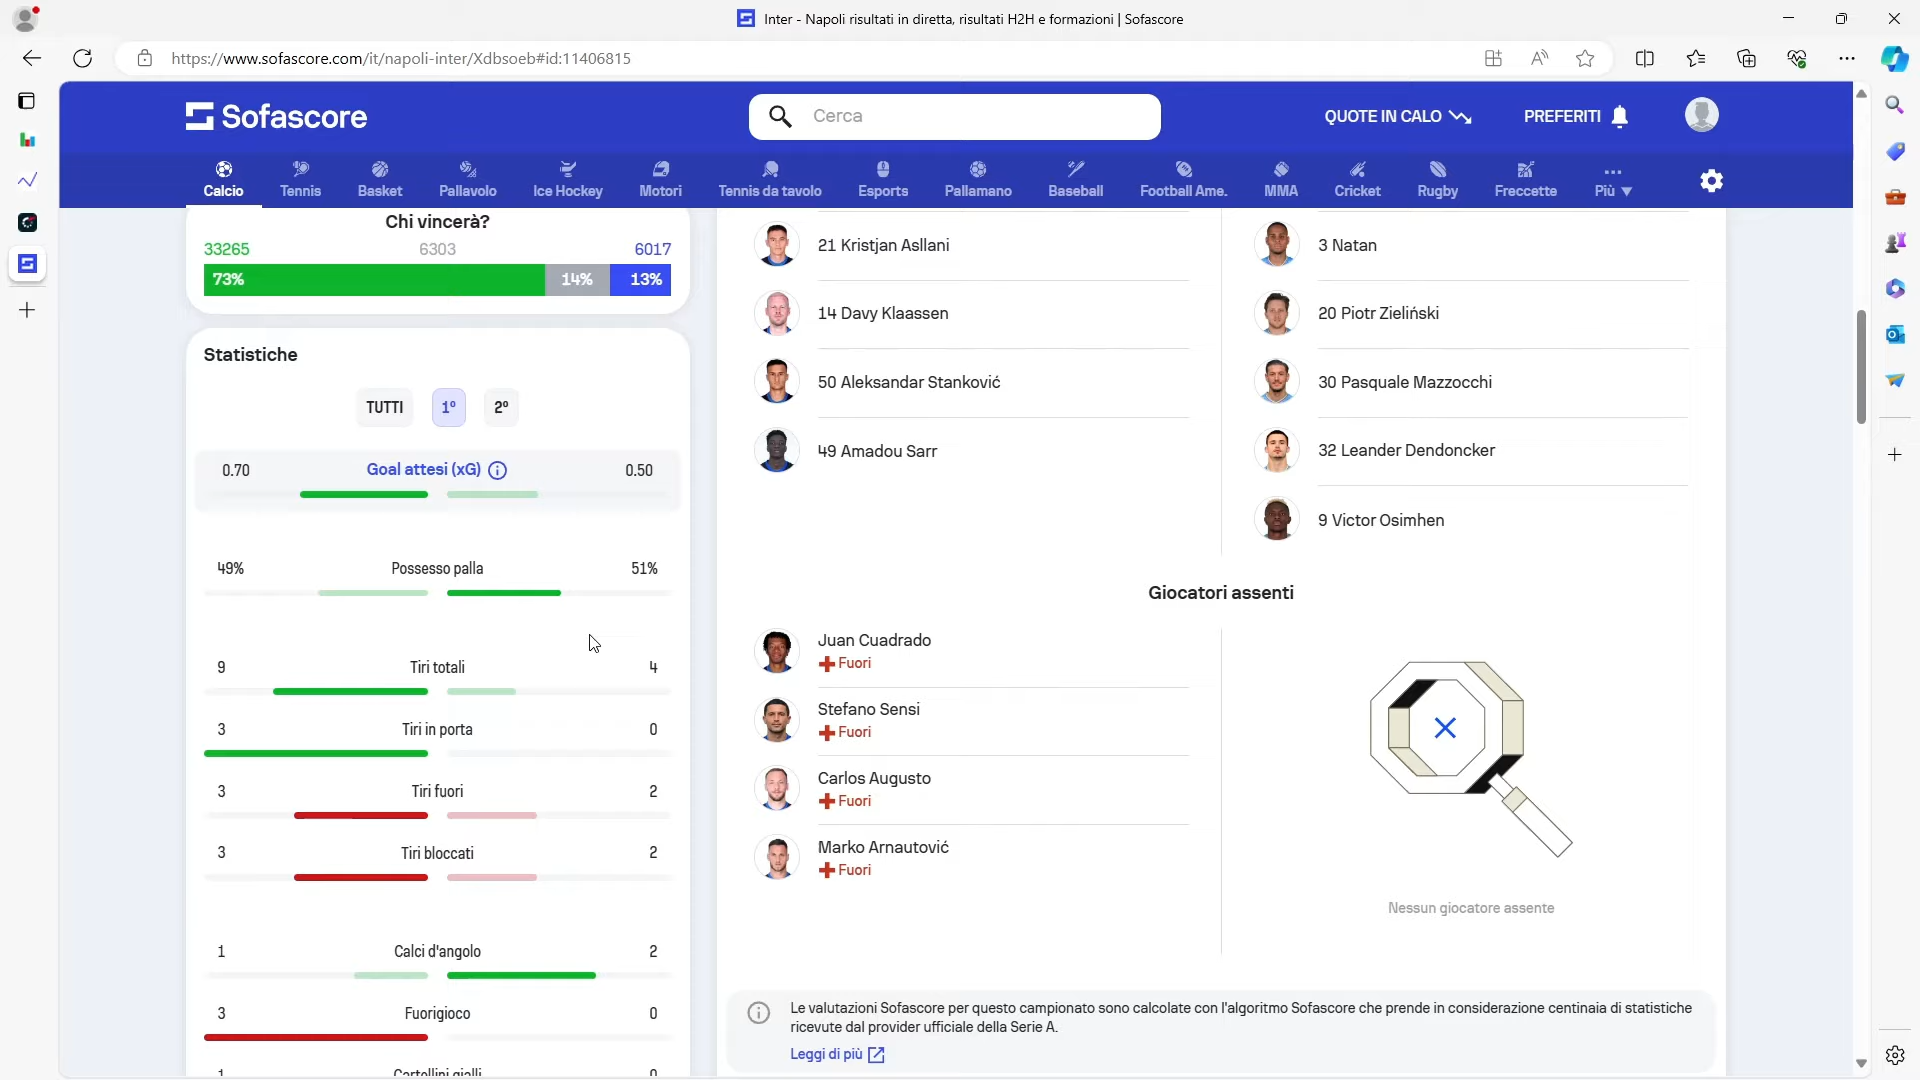 Inter - Napoli risultati in diretta, risultati H2H e formazioni | Sofascore
https://www.sofascore.com/it/napoli-inter/Xdbsoeb#id:11406815
Sofascore
Cerca
QUOTE IN CALO
PREFERITI
Calcio
Tennis
Basket
Pallavolo
Ice Hockey
Motori
Tennis da tavolo
Esports
Pallamano
Baseball
Football Ame.
MMA
Cricket
Rugby
Freccette
Più
Chi vincerà?
33265 6303 6017
73% 14% 13%
Statistiche
TUTTI 1º 2º
0.70 Goal attesi (xG) 0.50
49% Possesso palla 51%
9 Tiri totali 4
3 Tiri in porta 0
3 Tiri fuori 2
3 Tiri bloccati 2
1 Calci d'angolo 2
3 Fuorigioco 0
1 Cartellini gialli 0
21 Kristjan Asllani
14 Davy Klaassen
50 Aleksandar Stanković
49 Amadou Sarr
3 Natan
20 Piotr Zieliński
30 Pasquale Mazzocchi
32 Leander Dendoncker
9 Victor Osimhen
Giocatori assenti
Juan Cuadrado
Fuori
Stefano Sensi
Fuori
Carlos Augusto
Fuori
Marko Arnautović
Fuori
Nessun giocatore assente
Le valutazioni Sofascore per questo campionato sono calcolate con l'algoritmo Sofascore che prende in considerazione centinaia di statistiche
ricevute dal provider ufficiale della Serie A.
Leggi di più